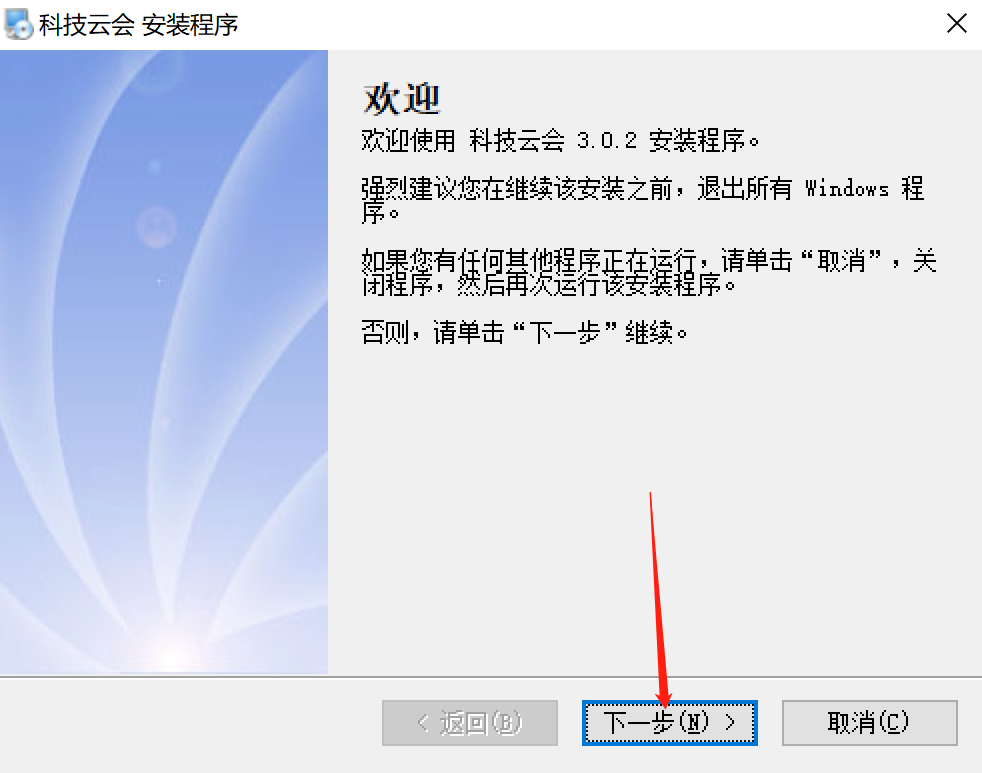 科技云会 安装程序
欢迎
欢迎使用 科技云会 3.0.2 安装程序。
强烈建议您在继续该安装之前，退出所有 Windows 程
序。
如果您有任何其他程序正在运行，请单击“取消”，关
闭程序，然后再次运行该安装程序。
否则，请单击“下一步”继续。
< 返回(B)
下一步(N) >
取消(C)